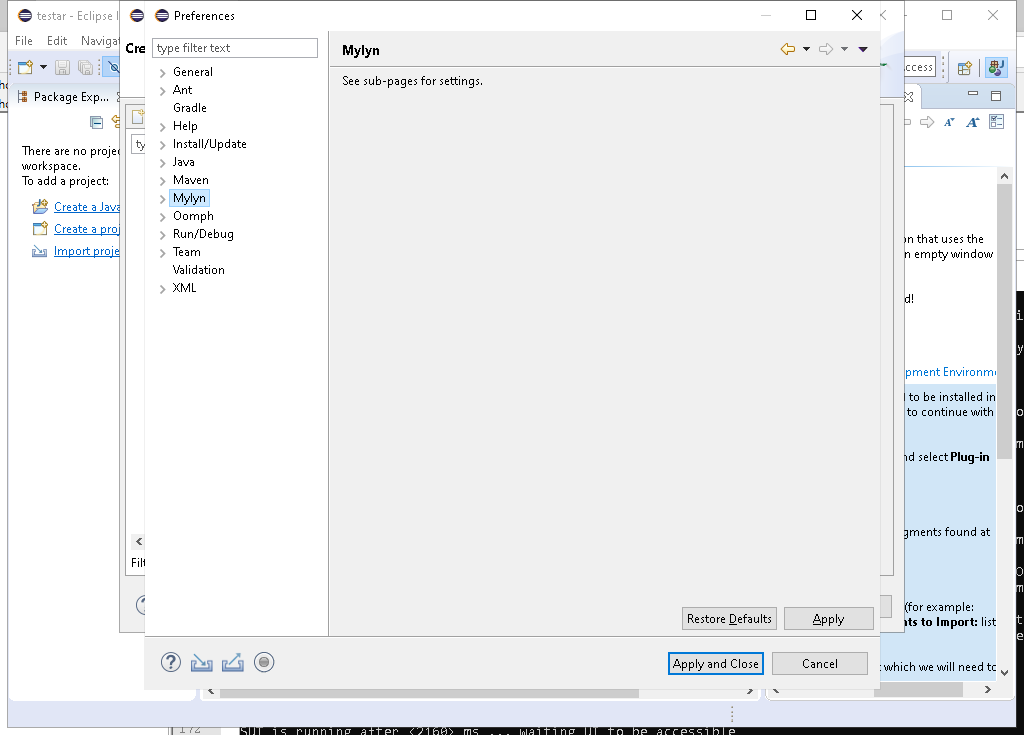 testar - Eclipse
Preferences
File Edit Navigat
Cre
type filter text
Mylyn
See sub-pages for settings.
General
Ant
Gradle
Help
Install/Update
Java
Maven
Mylyn
Oomph
Run/Debug
Team
Validation
XML
Package Exp...
There are no projec
workspace.
To add a project:
Create a Java
Create a proj
Import proje
ty
Filt
ccess
on that uses the
n empty window
d!
pment Environme
to be installed in
to continue with
nd select Plug-in
gments found at
(for example:
nts to Import: list
t which we will need to
Restore Defaults
Apply
Apply and Close
Cancel
172
SUT is running after <2160> ms ... waiting UI to be accessible